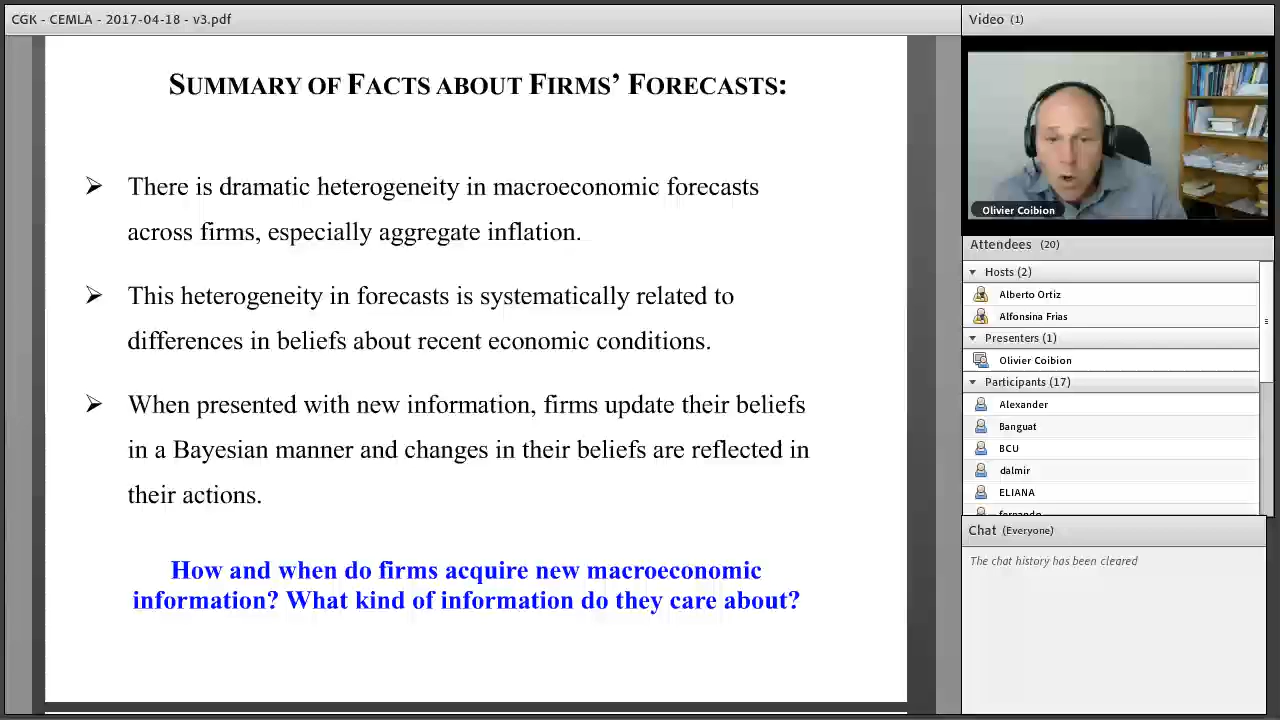 CGK - CEMLA - 2017-04-18 - v3.pdf
SUMMARY OF FACTS ABOUT FIRMS' FORECASTS:
➢ There is dramatic heterogeneity in macroeconomic forecasts
across firms, especially aggregate inflation.
➢ This heterogeneity in forecasts is systematically related to
differences in beliefs about recent economic conditions.
➢ When presented with new information, firms update their beliefs
in a Bayesian manner and changes in their beliefs are reflected in
their actions.
How and when do firms acquire new macroeconomic
information? What kind of information do they care about?
Video (1)
Olivier Coibion
Attendees (20)
Hosts (2)
Alberto Ortiz
Alfonsina Frias
Presenters (1)
Olivier Coibion
Participants (17)
Alexander
Banguat
BCU
dalmir
ELIANA
fernando
Chat (Everyone)
The chat history has been cleared